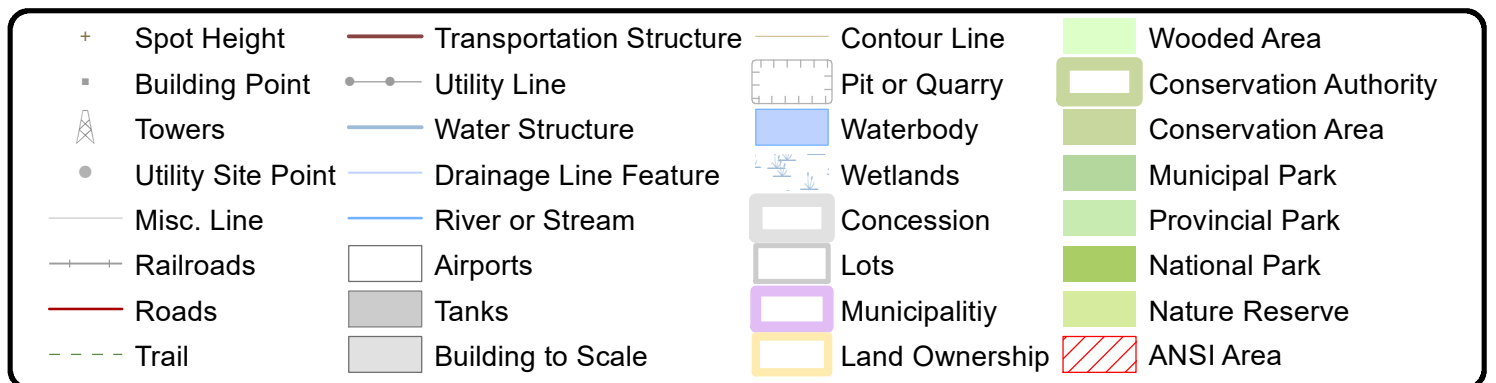 Spot Height
Building Point
Towers
Utility Site Point
Misc. Line
Railroads
Roads
Trail
Transportation Structure
Utility Line
Water Structure
Drainage Line Feature
River or Stream
Airports
Tanks
Building to Scale
Contour Line
Pit or Quarry
Waterbody
Wetlands
Concession
Lots
Municipalitiy
Land Ownership
Wooded Area
Conservation Authority
Conservation Area
Municipal Park
Provincial Park
National Park
Nature Reserve
ANSI Area